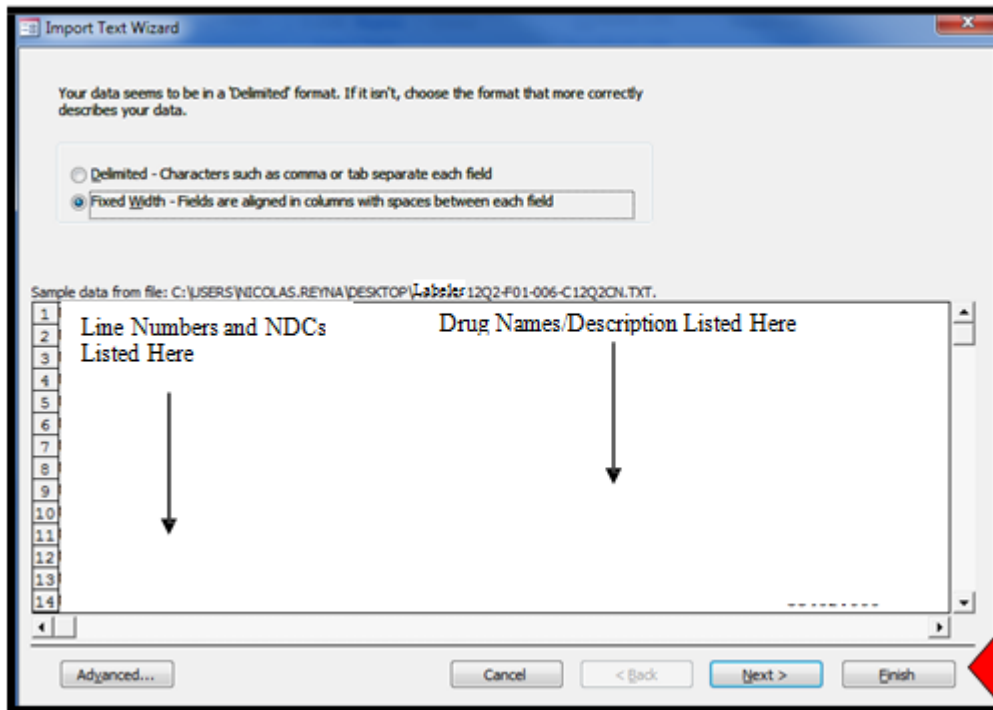 Import Text Wizard
Your data seems to be in a 'Delimited' format. If it isn't, choose the format that more correctly
describes your data.
Delimited - Characters such as comma or tab separate each field
Fixed Width - Fields are aligned in columns with spaces between each field
Sample data from file: C:\USERS\NICOLAS.REYNA\DESKTOP\Labeler 12Q2-F01-006-C12Q2CN.TXT.
1
2
3
4
5
6
7
8
9
10
11
12
13
14
Line Numbers and NDCs
Listed Here
Drug Names/Description Listed Here
Advanced...
Cancel
< Back
Next >
Finish